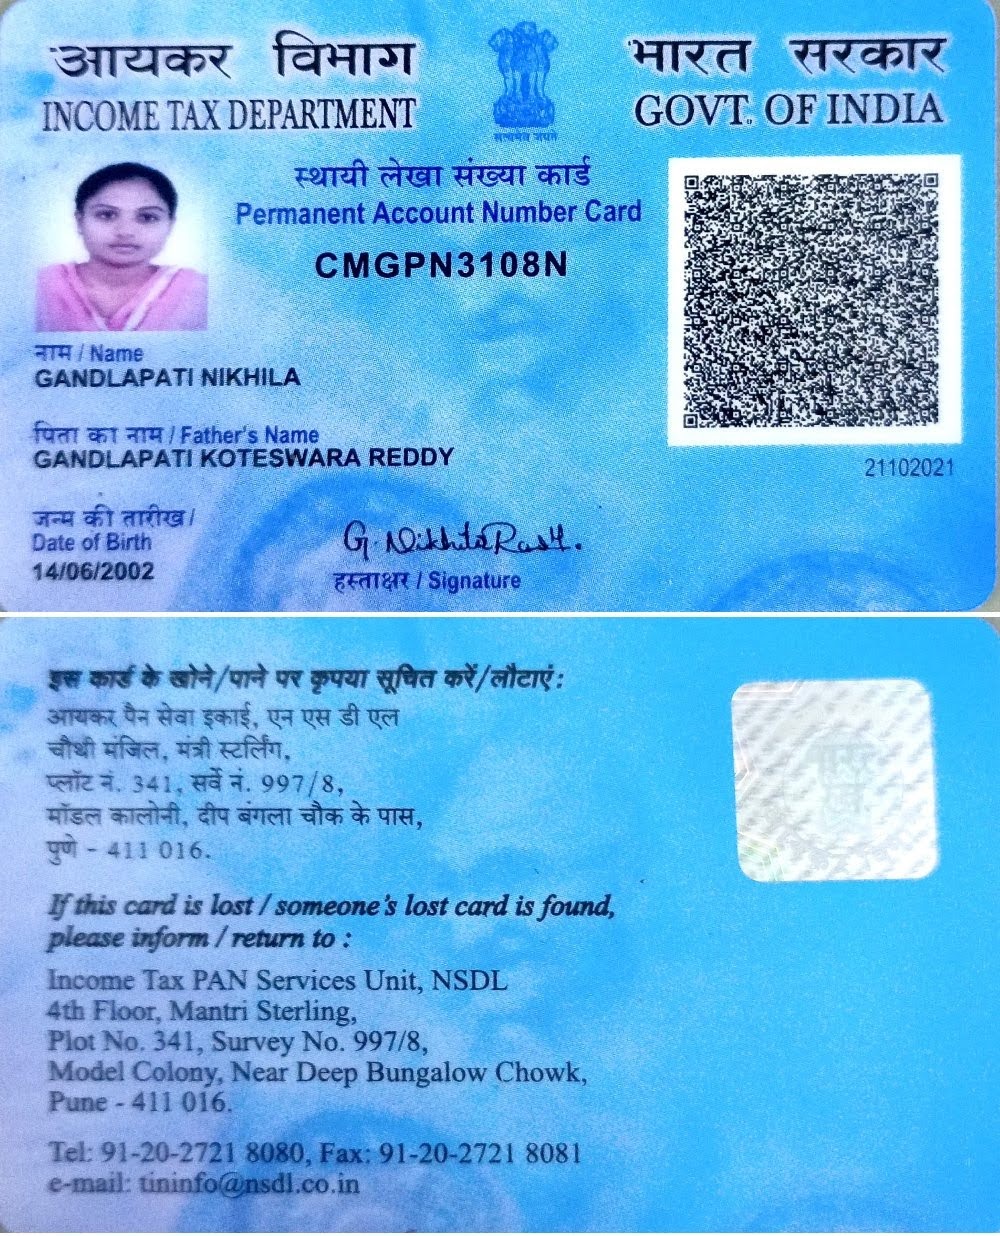 आयकर विभाग
INCOME TAX DEPARTMENT
सत्यमेव जयते
भारत सरकार
GOVT. OF INDIA
स्थायी लेखा संख्या कार्ड
Permanent Account Number Card
CMGPN3108N
नाम / Name
GANDLAPATI NIKHILA
पिता का नाम / Father's Name
GANDLAPATI KOTESWARA REDDY
21102021
जन्म की तारीख/
Date of Birth
14/06/2002
G. Nikhila
हस्ताक्षर / Signature
इस कार्ड के खोने/पाने पर कृपया सूचित करें/लौटाएं:
आयकर पैन सेवा इकाई, एन एस डी एल
चौथी मंजिल, मंत्री स्टर्लिंग,
प्लॉट नं. 341, सर्वे नं. 997/8,
मॉडल कालोनी, दीप बंगला चौक के पास,
पुणे - 411 016.
If this card is lost / someone's lost card is found,
please inform / return to :
Income Tax PAN Services Unit, NSDL
4th Floor, Mantri Sterling,
Plot No. 341, Survey No. 997/8,
Model Colony, Near Deep Bungalow Chowk,
Pune - 411 016.
Tel: 91-20-2721 8080, Fax: 91-20-2721 8081
e-mail: tininfo@nsdl.co.in